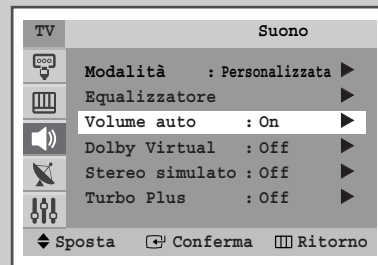 TV Suono
Modalità : Personalizzata
Equalizzatore
Volume auto : On
Dolby Virtual : Off
Stereo simulato : Off
Turbo Plus : Off
Sposta Conferma Ritorno